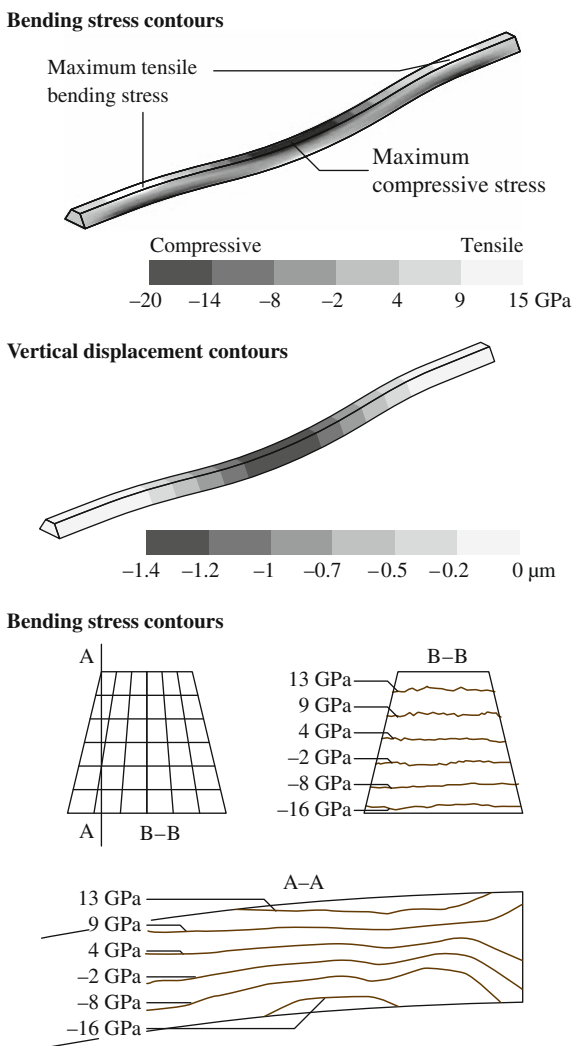 Bending stress contours
Maximum tensile
bending stress
Maximum
compressive stress
Compressive Tensile
–20 –14 –8 –2 4 9 15 GPa
Vertical displacement contours
–1.4 –1.2 –1 –0.7 –0.5 –0.2 0 μm
Bending stress contours
A
A B–B
B–B
13 GPa
9 GPa
4 GPa
–2 GPa
–8 GPa
–16 GPa
A–A
13 GPa
9 GPa
4 GPa
–2 GPa
–8 GPa
–16 GPa